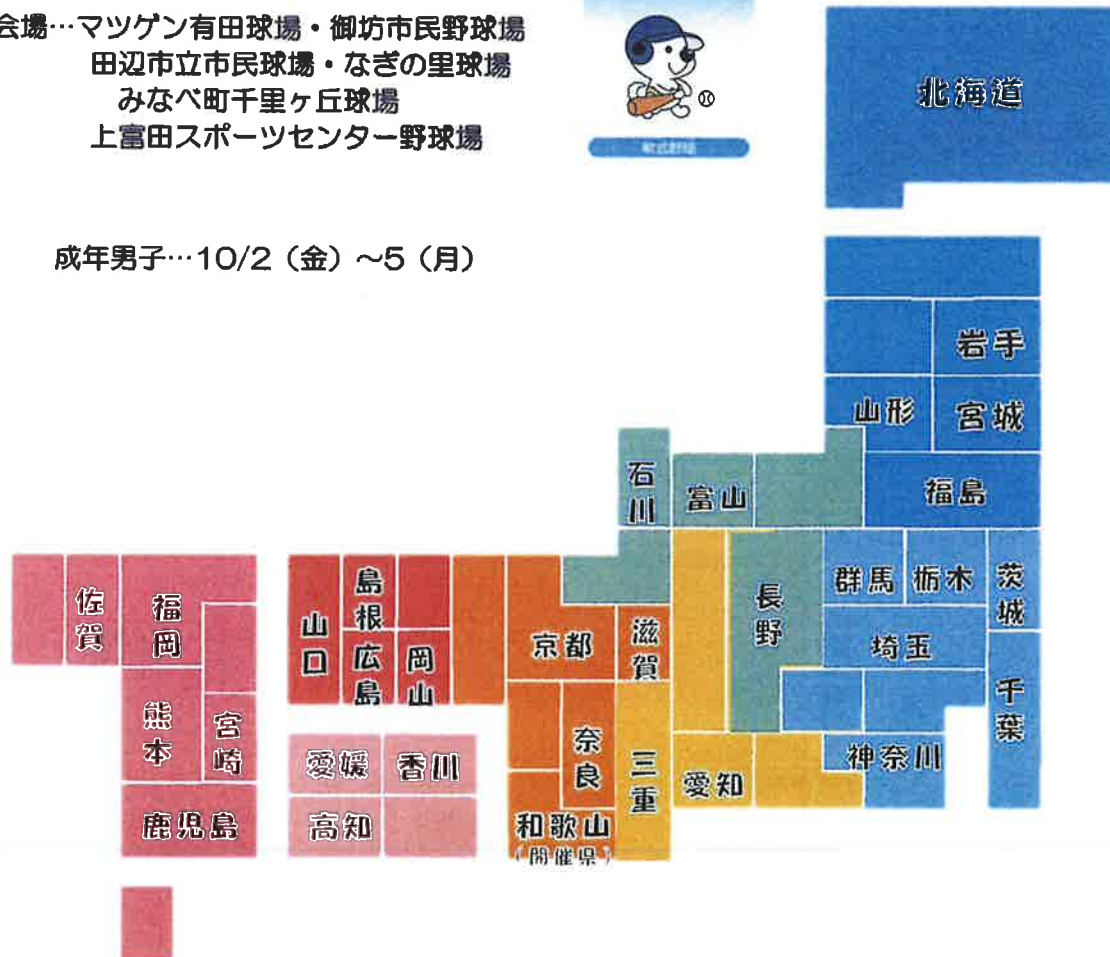 会場…マツゲン有田球場・御坊市民野球場
田辺市立市民球場・なぎの里球場
みなべ町千里ヶ丘球場
上富田スポーツセンター野球場
軟式野球
成年男子…10/2（金）～5（月）
北海道
岩手
山形
宮城
石川
富山
福島
佐賀
福岡
山口
島根
広島
岡山
京都
滋賀
長野
群馬
栃木
茨城
埼玉
千葉
熊本
宮崎
愛媛
香川
奈良
三重
愛知
神奈川
鹿児島
高知
和歌山
（開催県）